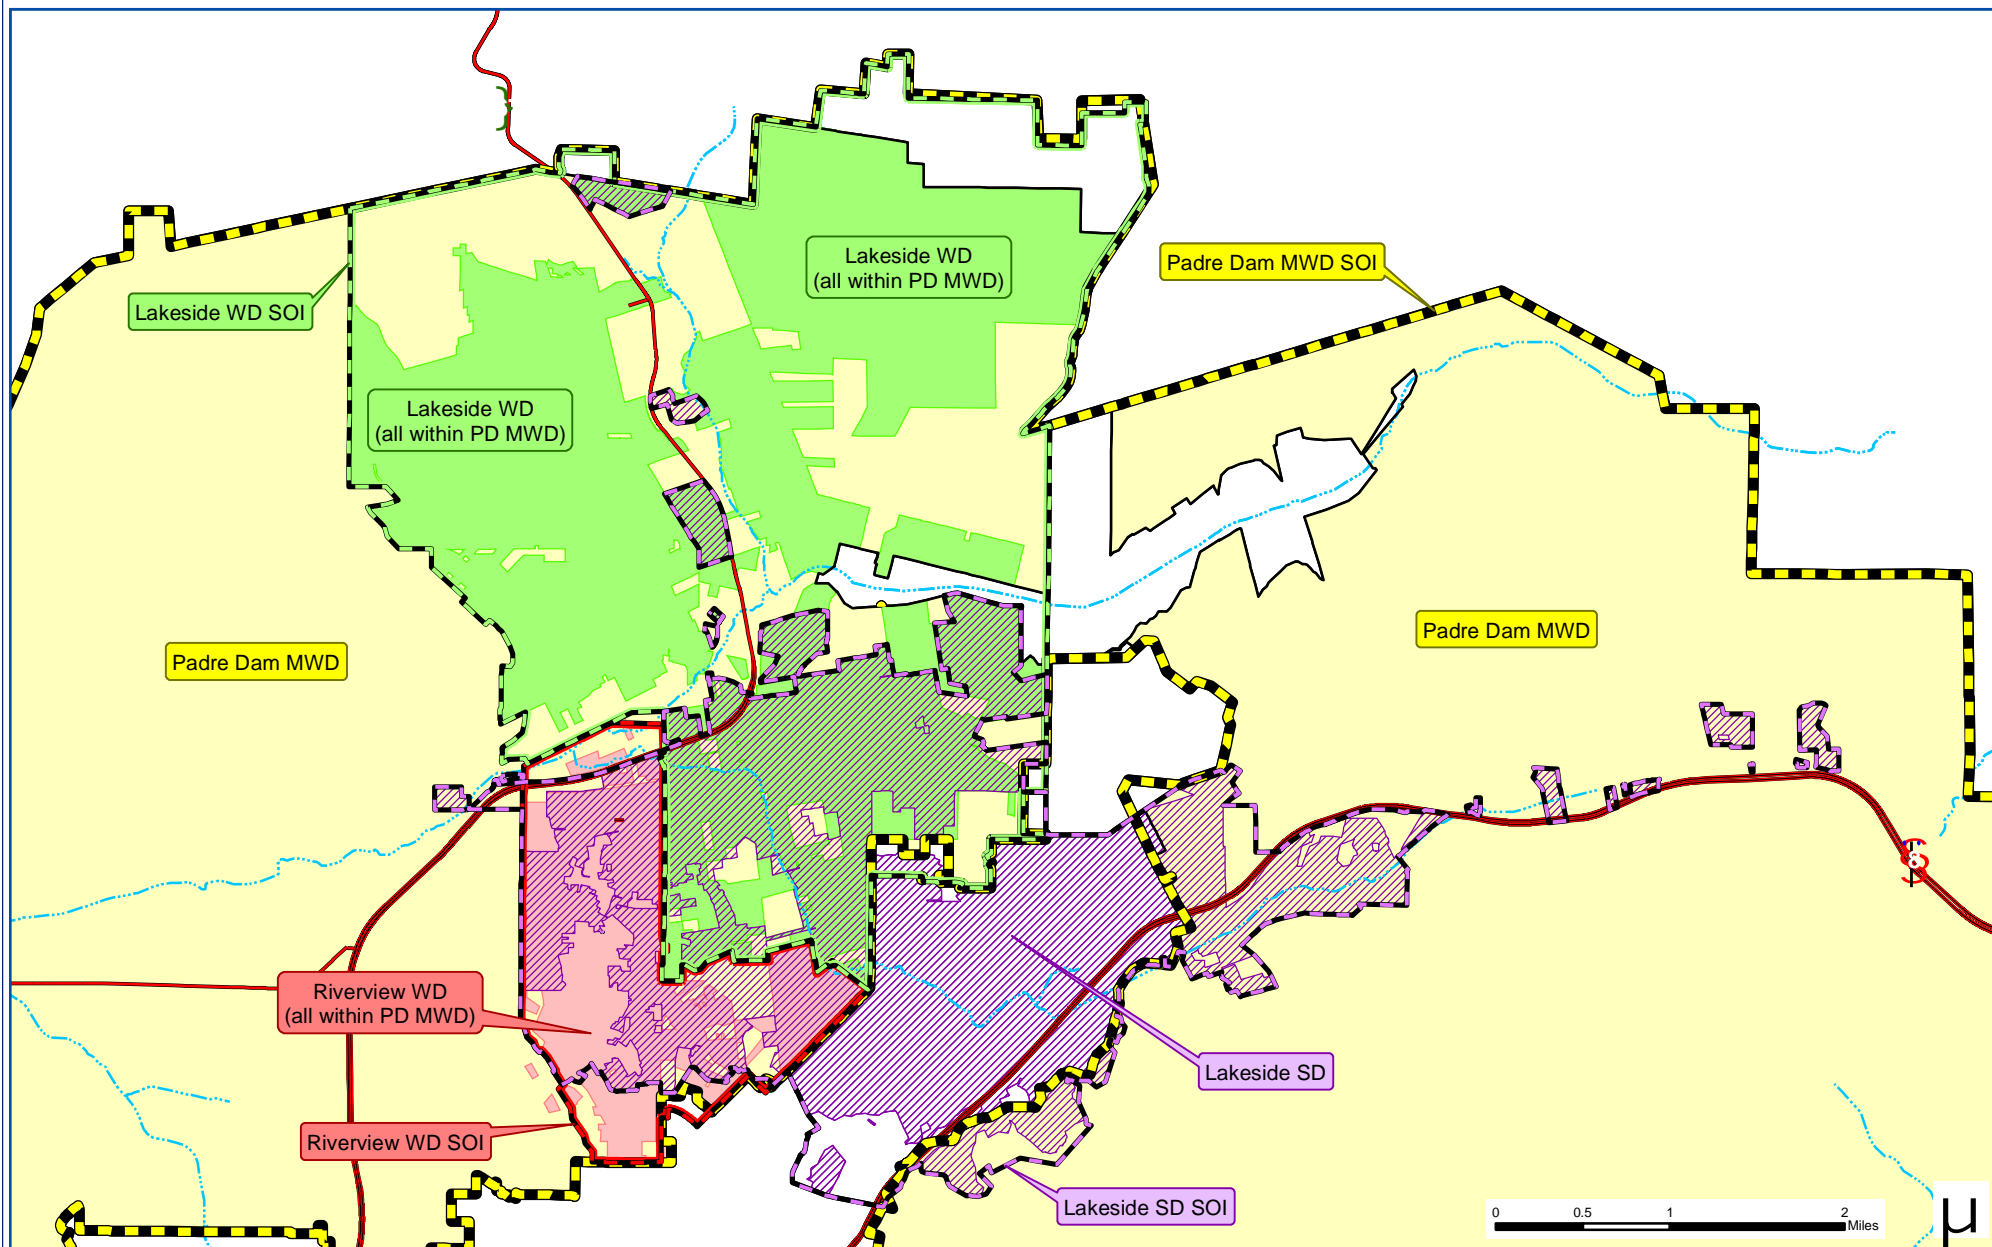 Lakeside WD
(all within PD MWD)
Padre Dam MWD SOI
Lakeside WD SOI
Lakeside WD
(all within PD MWD)
Padre Dam MWD
Padre Dam MWD
Riverview WD
(all within PD MWD)
Lakeside SD
Riverview WD SOI
Lakeside SD SOI
0 0.5 1 2
Miles
µ